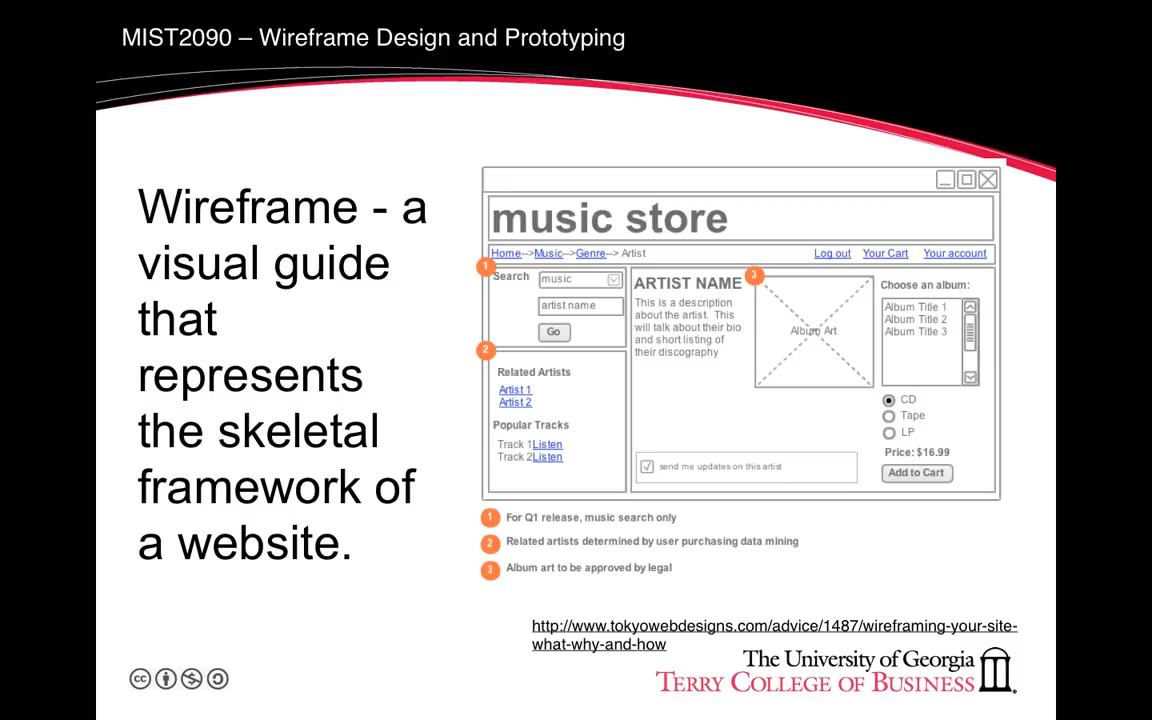 MIST2090 – Wireframe Design and Prototyping
Wireframe - a
visual guide
that
represents
the skeletal
framework of
a website.
music store
Home-->Music-->Genre--> Artist
Log out Your Cart Your account
1
Search music
artist name
Go
2
Related Artists
Artist 1
Artist 2
Popular Tracks
Track 1Listen
Track 2Listen
ARTIST NAME
This is a description
about the artist. This
will talk about their bio
and short listing of
their discography
3
Album Art
send me updates on this artist
Choose an album:
Album Title 1
Album Title 2
Album Title 3
CD
Tape
LP
Price: $16.99
Add to Cart
1 For Q1 release, music search only
2 Related artists determined by user purchasing data mining
3 Album art to be approved by legal
http://www.tokyowebdesigns.com/advice/1487/wireframing-your-site-
what-why-and-how
cc
The University of Georgia
TERRY COLLEGE OF BUSINESS